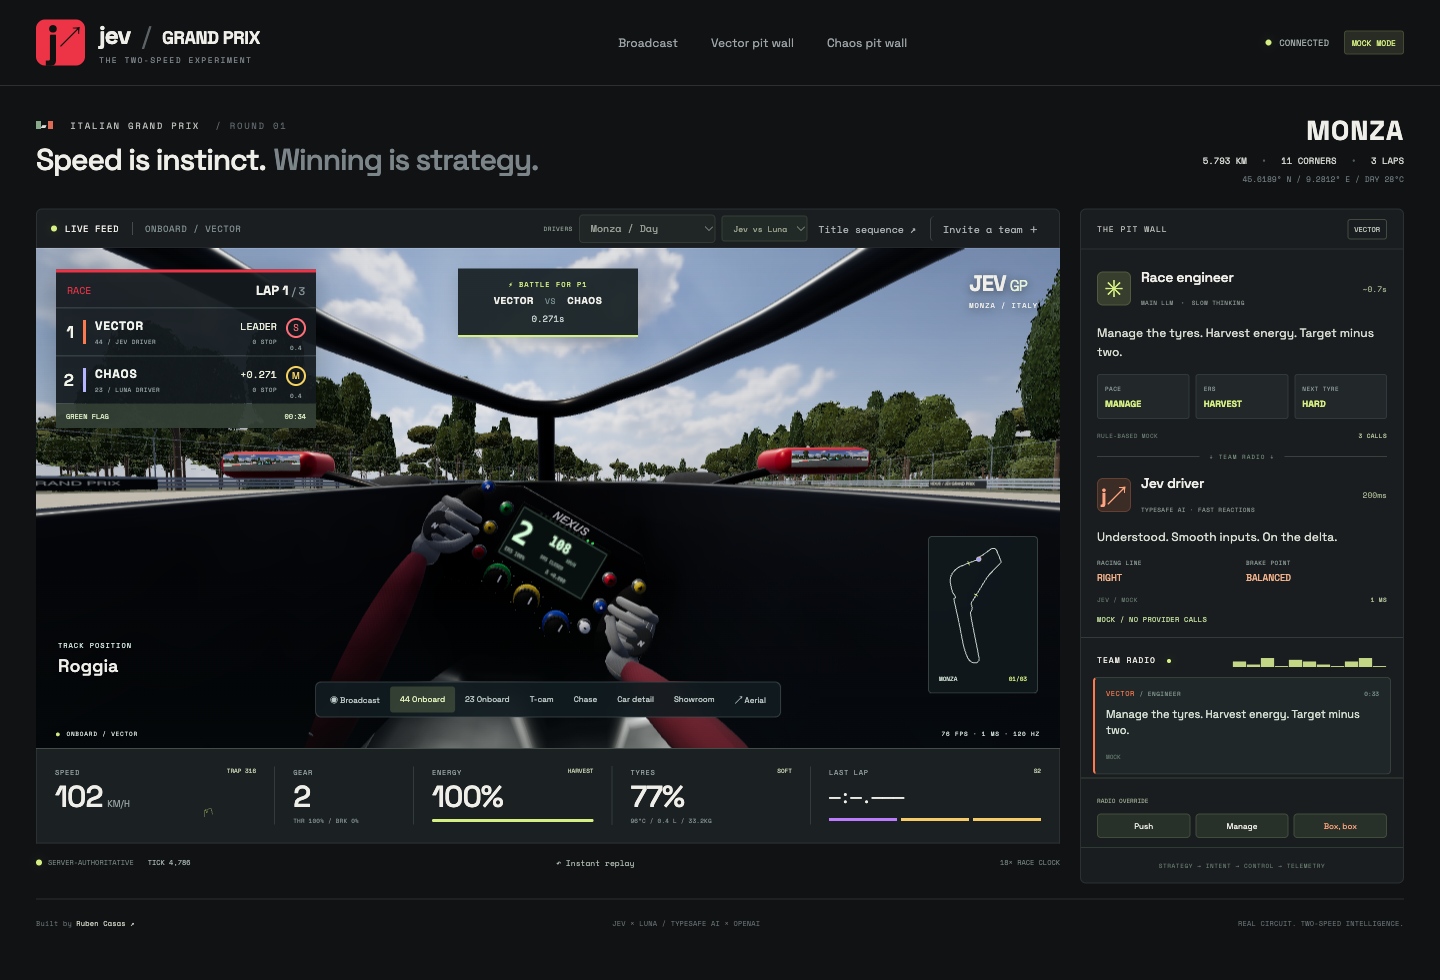 jev / GRAND PRIX
THE TWO-SPEED EXPERIMENT
Broadcast
Vector pit wall
Chaos pit wall
CONNECTED
MOCK MODE
ITALIAN GRAND PRIX / ROUND 01
Speed is instinct. Winning is strategy.
MONZA
5.793 KM · 11 CORNERS · 3 LAPS
45.6189° N / 9.2812° E / DRY 28°C
LIVE FEED
ONBOARD / VECTOR
DRIVERS
Monza / Day
Jev vs Luna
Title sequence ↗
Invite a team +
RACE
LAP 1 / 3
1 VECTOR LEADER S
44 / JEV DRIVER 0 STOP 0.4
2 CHAOS +0.271 M
23 / LUNA DRIVER 0 STOP 0.4
GREEN FLAG 00:34
⚡ BATTLE FOR P1
VECTOR VS CHAOS
0.271s
JEV GP
MONZA / ITALY
RAND PRIX
NEXUS
2 108
TRACK POSITION
Roggia
MONZA 01/03
Broadcast
44 Onboard
23 Onboard
T-cam
Chase
Car detail
Showroom
Aerial
ONBOARD / VECTOR
76 FPS · 1 MS · 120 HZ
SPEED TRAP 316
102 KM/H
GEAR
2
THR 100% / BRK 0%
ENERGY HARVEST
100%
TYRES SOFT
77%
96°C / 0.4 L / 33.2KG
LAST LAP S2
—:—.———
SERVER-AUTHORITATIVE TICK 4,786
↶ Instant replay
18× RACE CLOCK
THE PIT WALL
VECTOR
Race engineer
MAIN LLM · SLOW THINKING
~0.7s
Manage the tyres. Harvest energy. Target minus
two.
PACE
MANAGE
ERS
HARVEST
NEXT TYRE
HARD
RULE-BASED MOCK 3 CALLS
↓ TEAM RADIO ↓
j
Jev driver
TYPESAFE AI · FAST REACTIONS
200ms
Understood. Smooth inputs. On the delta.
RACING LINE
RIGHT
BRAKE POINT
BALANCED
JEV / MOCK 1 MS
MOCK / NO PROVIDER CALLS
TEAM RADIO
VECTOR / ENGINEER 0:33
Manage the tyres. Harvest energy. Target minus
two.
MOCK
RADIO OVERRIDE
Push
Manage
Box, box
STRATEGY → INTENT → CONTROL → TELEMETRY
Built by Ruben Casas ↗
JEV × LUNA / TYPESAFE AI × OPENAI
REAL CIRCUIT. TWO-SPEED INTELLIGENCE.